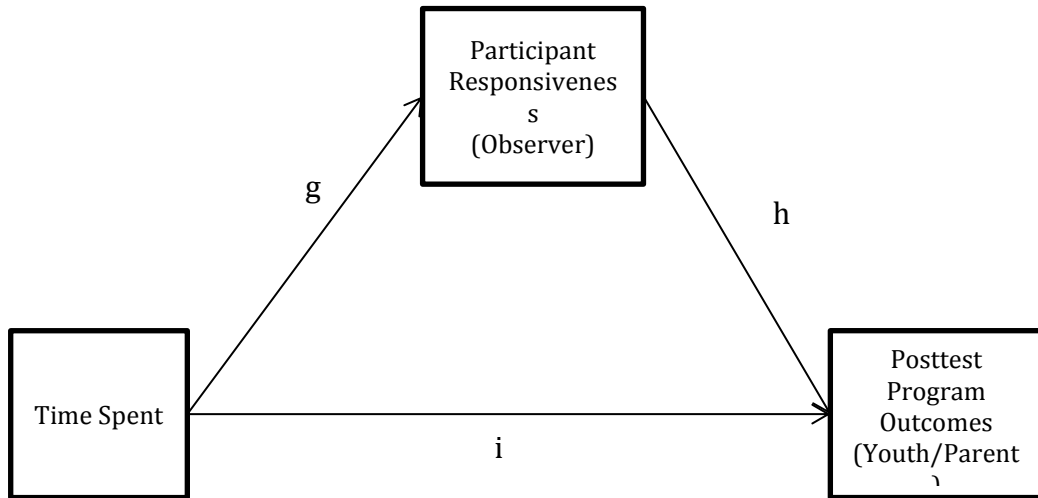 Participant
Responsivenes
s
(Observer)
g
h
Time Spent
i
Posttest
Program
Outcomes
(Youth/Parent
)